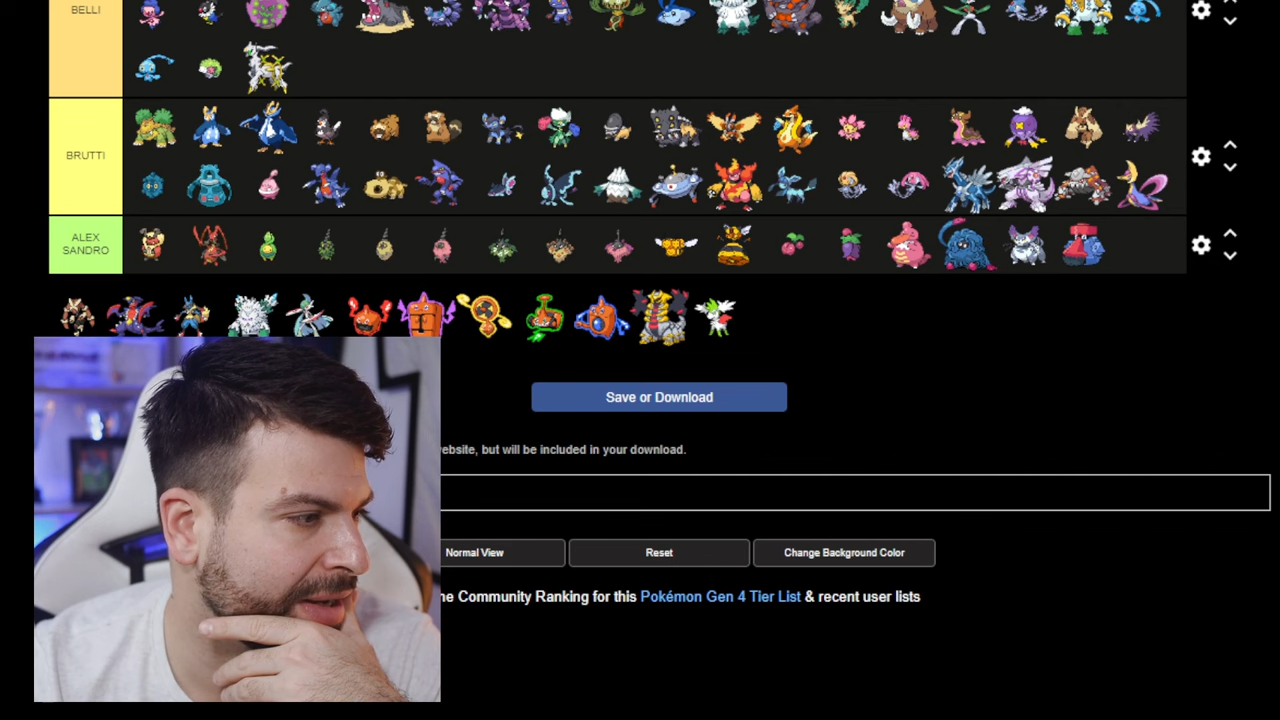 BELLI
BRUTTI
ALEX
SANDRO
Save or Download
ebsite, but will be included in your download.
Normal View
Reset
Change Background Color
e Community Ranking for this Pokémon Gen 4 Tier List & recent user lists